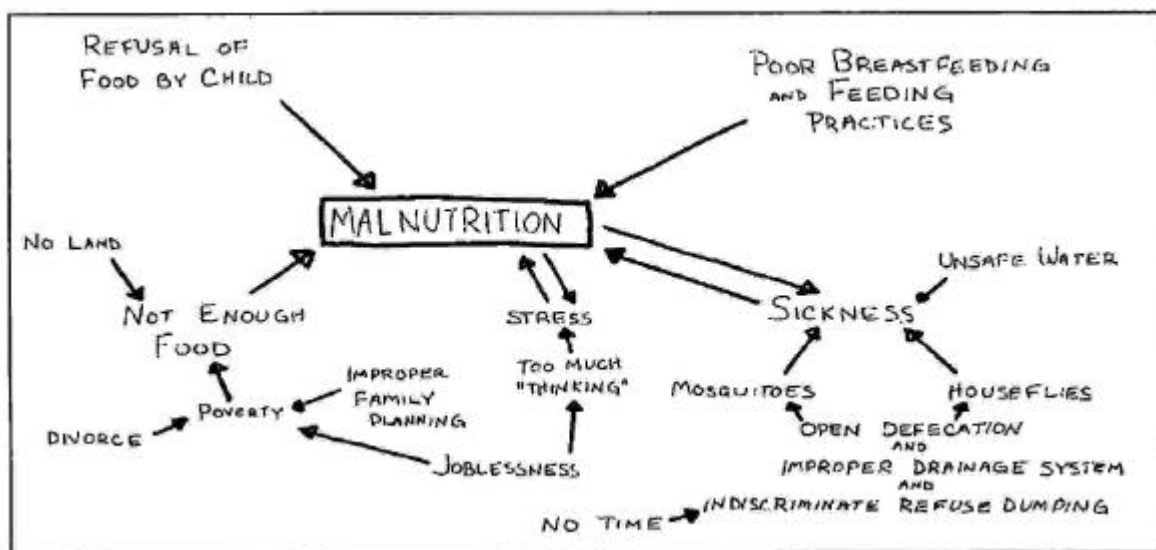 REFUSAL OF
FOOD BY CHILD
POOR BREASTFEEDING
AND FEEDING
PRACTICES
MALNUTRITION
NO LAND
UNSAFE WATER
NOT ENOUGH
FOOD
STRESS
SICKNESS
TOO MUCH
"THINKING"
IMPROPER
FAMILY
PLANNING
MOSQUITOES
HOUSEFLIES
POVERTY
DIVORCE
JOBLESSNESS
OPEN DEFECATION
AND
IMPROPER DRAINAGE SYSTEM
AND
INDISCRIMINATE REFUSE DUMPING
NO TIME